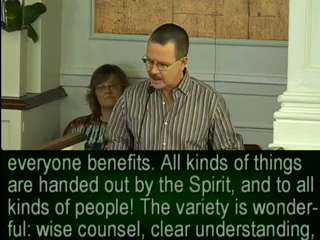 everyone benefits. All kinds of things
are handed out by the Spirit, and to all
kinds of people! The variety is wonder-
ful: wise counsel, clear understanding,